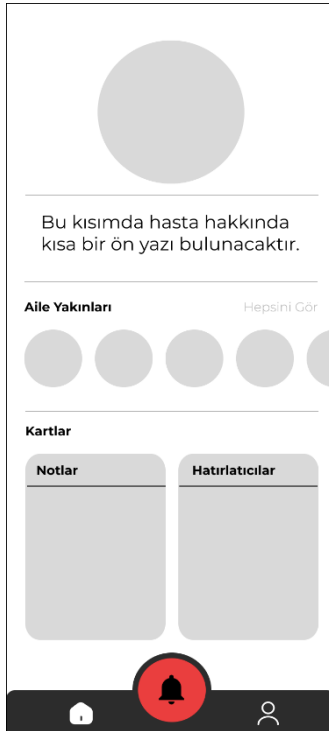 Bu kısımda hasta hakkında
kısa bir ön yazı bulunacaktır.
Aile Yakınları
Hepsini Gör
Kartlar
Notlar
Hatırlatıcılar